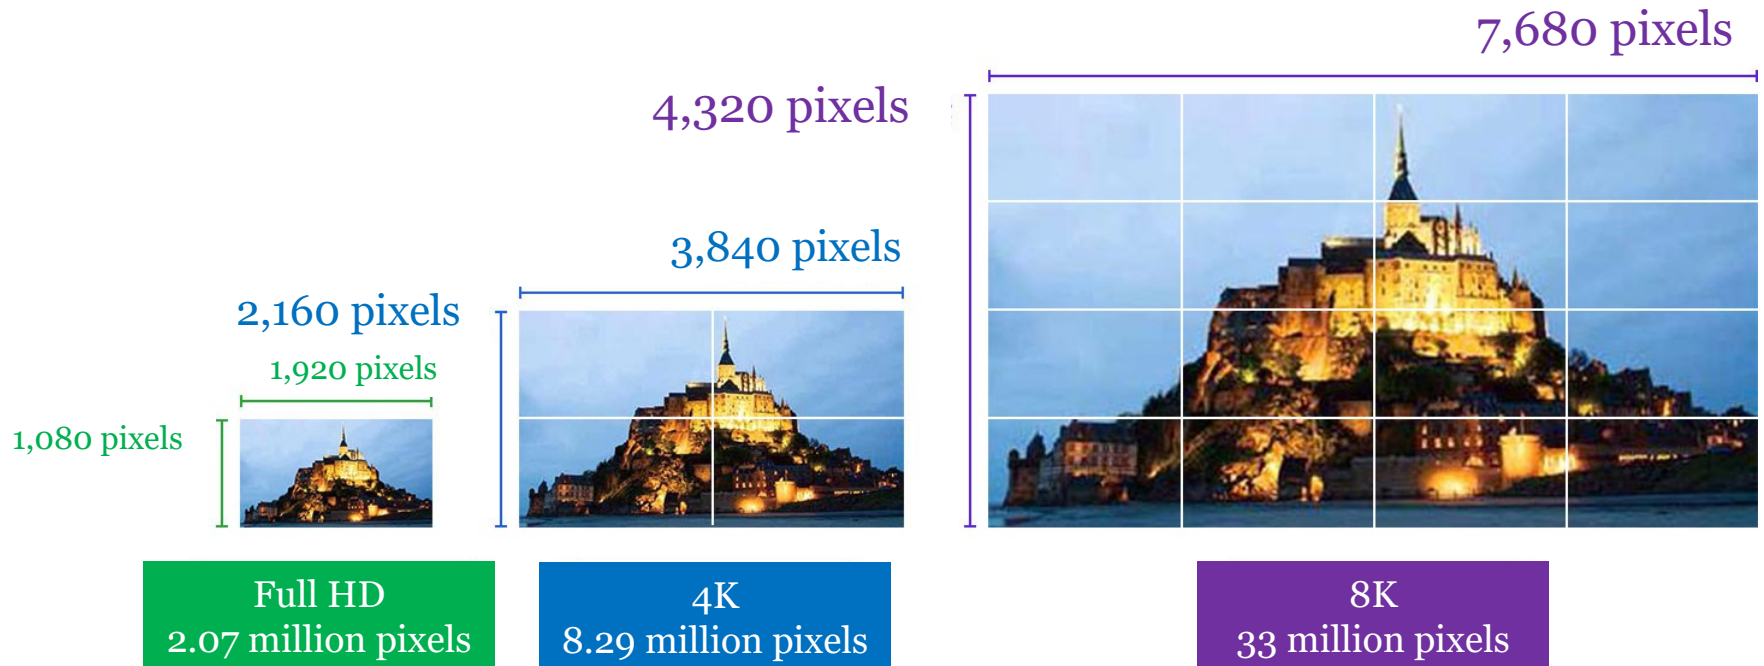 7,680 pixels
4,320 pixels
3,840 pixels
2,160 pixels
1,920 pixels
1,080 pixels
Full HD
2.07 million pixels
4K
8.29 million pixels
8K
33 million pixels